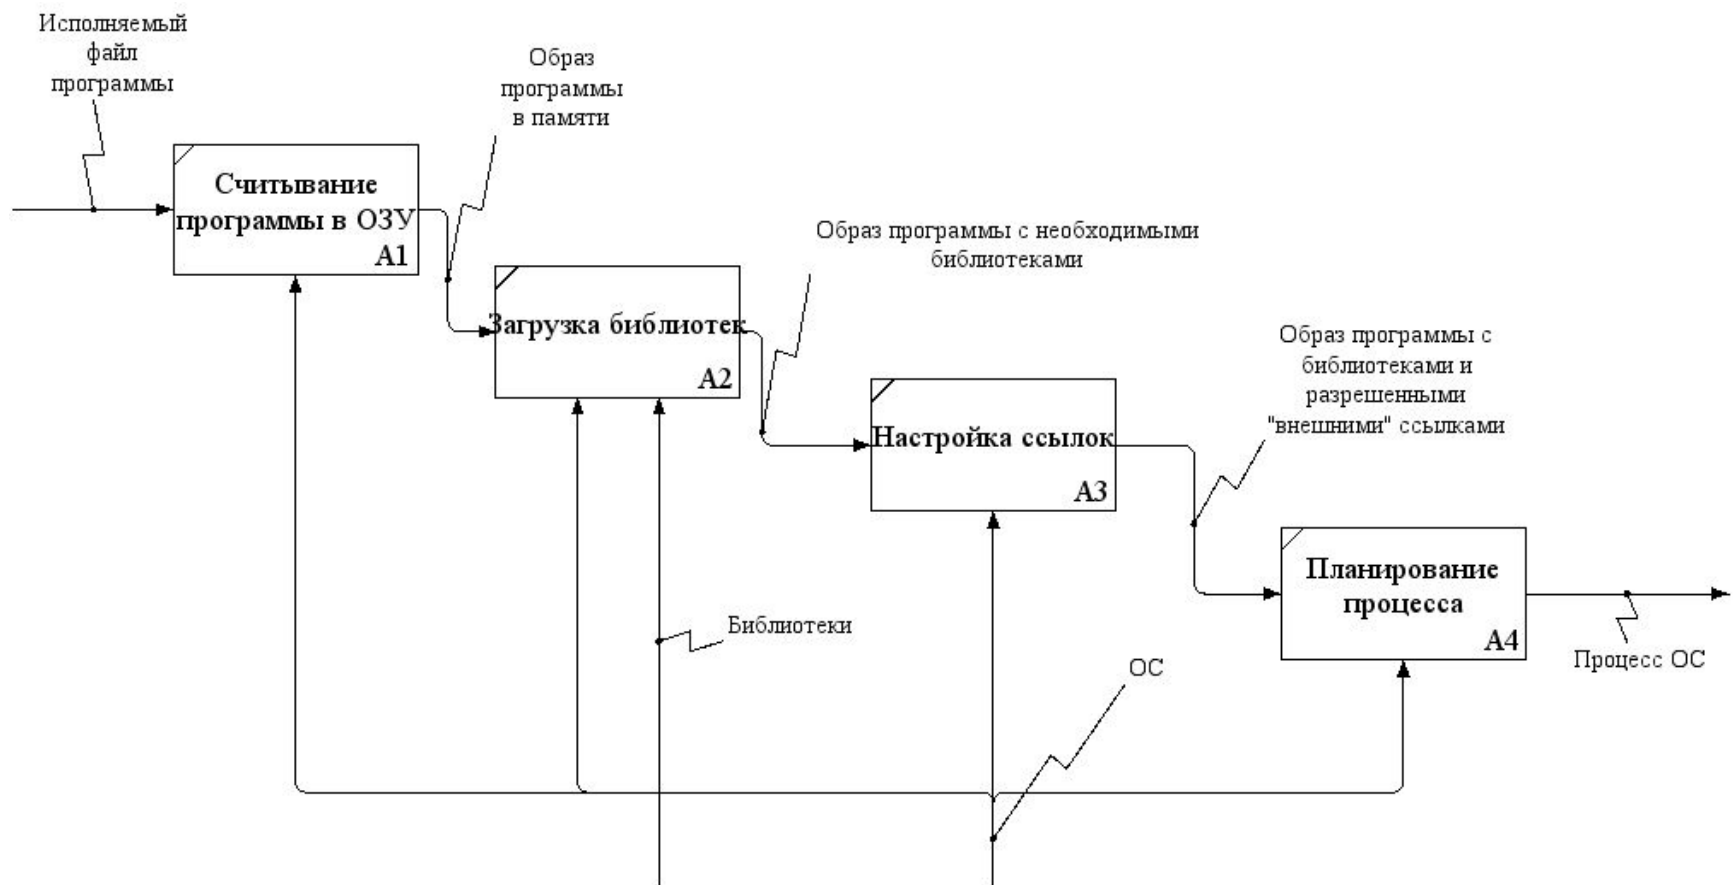 Исполняемый
файл
программы
Образ
программы
в памяти
Считывание
программы в ОЗУ
A1
Образ программы с необходимыми
библиотеками
Загрузка библиотек
A2
Образ программы с
библиотеками и
разрешенными
"внешними" ссылками
Настройка ссылок
A3
Планирование
процесса
A4
Библиотеки
ОС
Процесс ОС